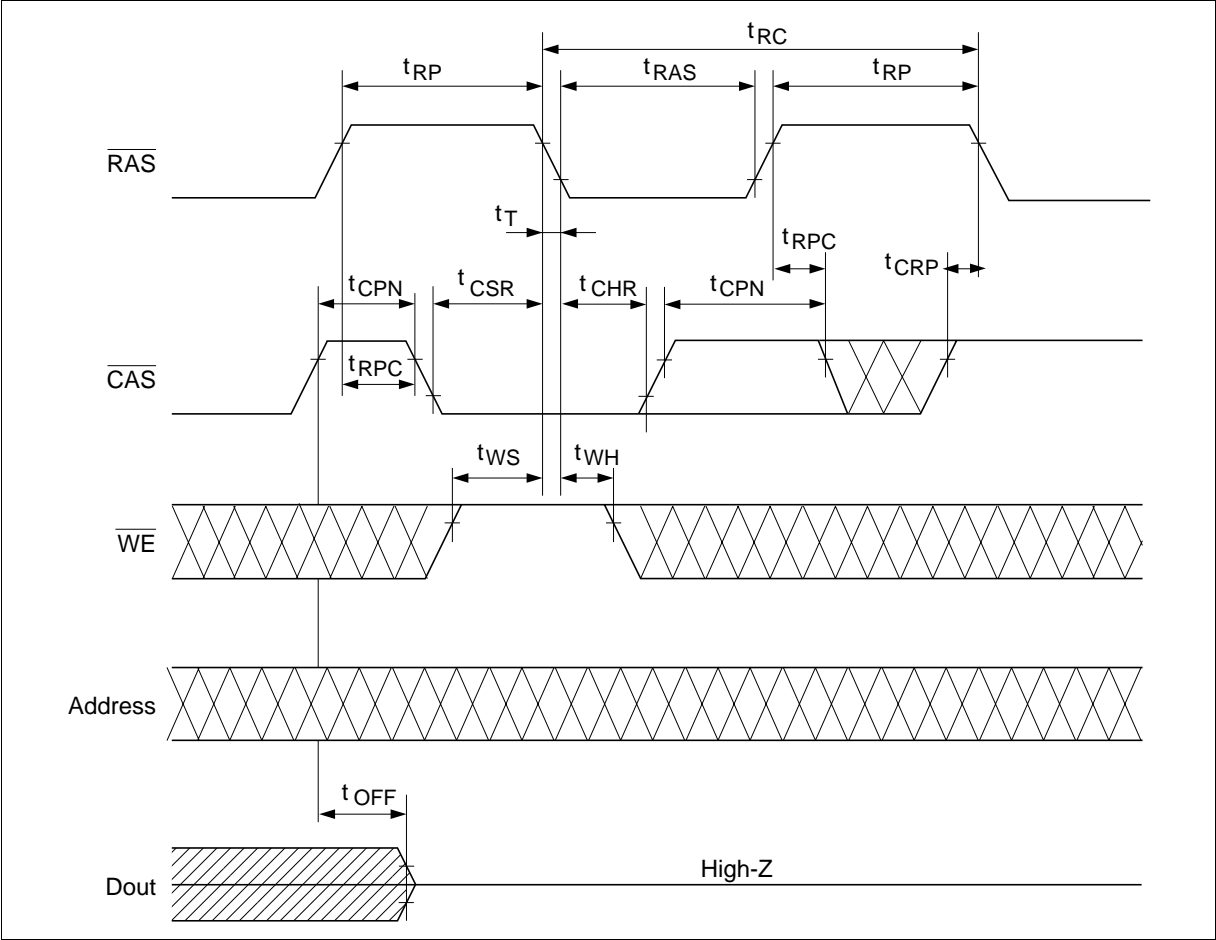 tRC
tRP
tRAS
tRP
RAS
tT
tRPC
tCRP
tCPN
tCSR
tCHR
tCPN
CAS
tRPC
tWS
tWH
WE
Address
tOFF
High-Z
Dout